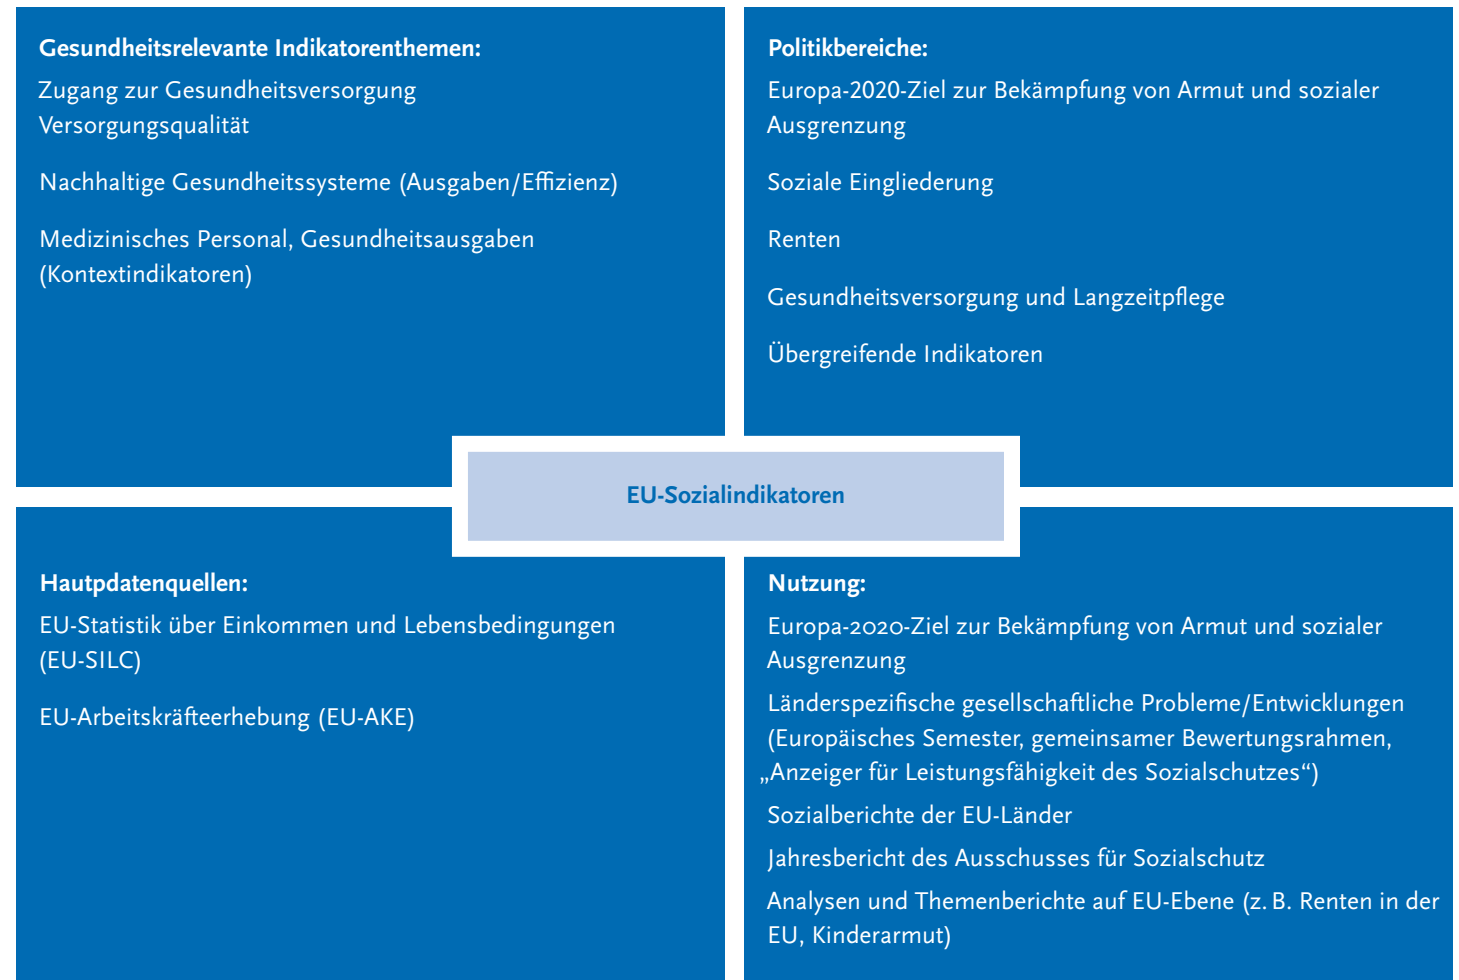 Gesundheitsrelevante Indikatorenthemen:
Zugang zur Gesundheitsversorgung
Versorgungsqualität
Nachhaltige Gesundheitssysteme (Ausgaben/Effizienz)
Medizinisches Personal, Gesundheitsausgaben
(Kontextindikatoren)
Politikbereiche:
Europa-2020-Ziel zur Bekämpfung von Armut und sozialer
Ausgrenzung
Soziale Eingliederung
Renten
Gesundheitsversorgung und Langzeitpflege
Übergreifende Indikatoren
EU-Sozialindikatoren
Hautpdatenquellen:
EU-Statistik über Einkommen und Lebensbedingungen
(EU-SILC)
EU-Arbeitskräfteerhebung (EU-AKE)
Nutzung:
Europa-2020-Ziel zur Bekämpfung von Armut und sozialer
Ausgrenzung
Länderspezifische gesellschaftliche Probleme/Entwicklungen
(Europäisches Semester, gemeinsamer Bewertungsrahmen,
„Anzeiger für Leistungsfähigkeit des Sozialschutzes“)
Sozialberichte der EU-Länder
Jahresbericht des Ausschusses für Sozialschutz
Analysen und Themenberichte auf EU-Ebene (z. B. Renten in der
EU, Kinderarmut)